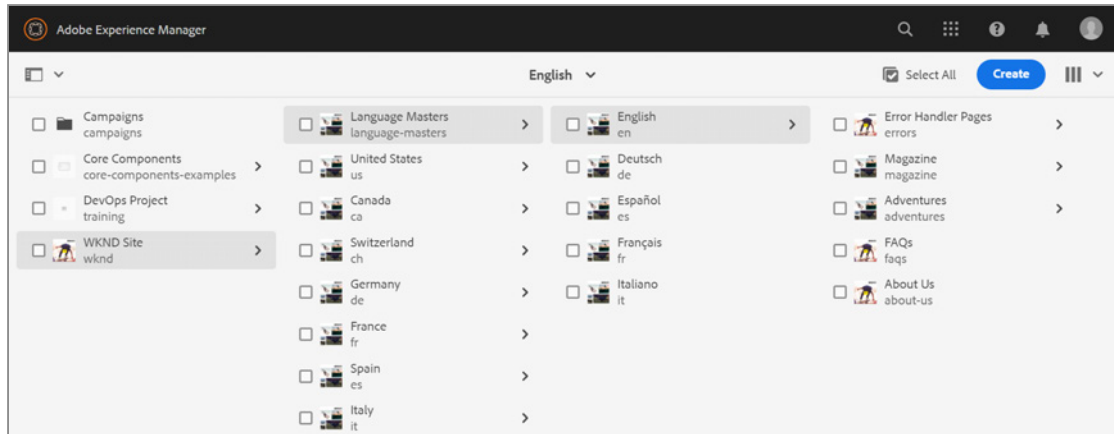 Adobe Experience Manager
English
Select All
Create
Campaigns
campaigns
Core Components
core-components-examples
DevOps Project
training
WKND Site
wknd
Language Masters
language-masters
United States
us
Canada
ca
Switzerland
ch
Germany
de
France
fr
Spain
es
Italy
it
English
en
Deutsch
de
Español
es
Français
fr
Italiano
it
Error Handler Pages
errors
Magazine
magazine
Adventures
adventures
FAQs
faqs
About Us
about-us